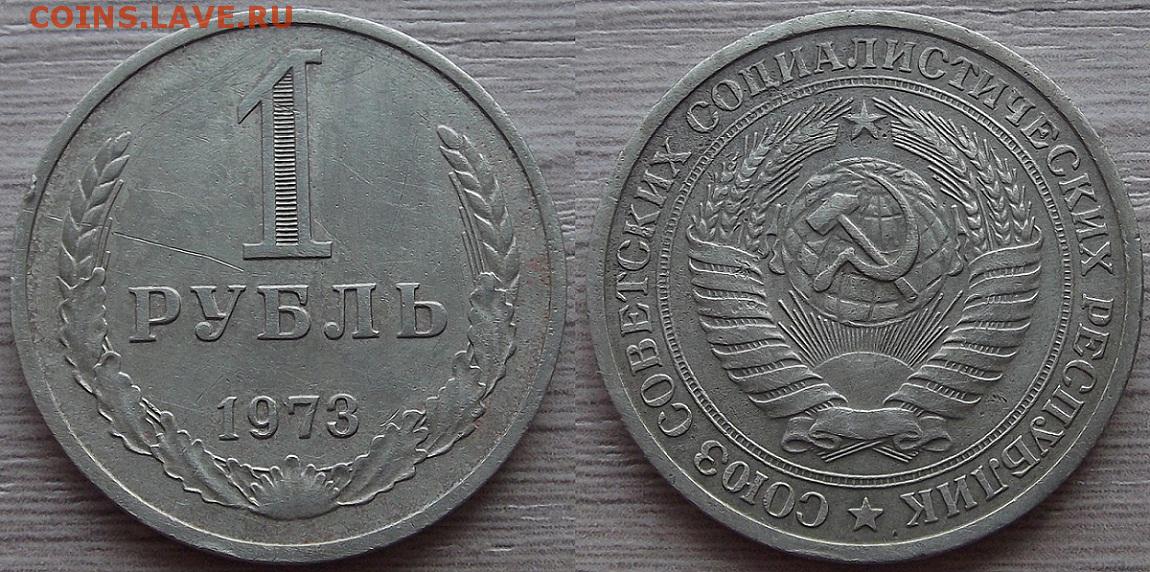 COINS.LAVE.RU
1
РУБЛЬ
1973
СОЮЗ СОВЕТСКИХ СОЦИАЛИСТИЧЕСКИХ РЕСПУБЛИК